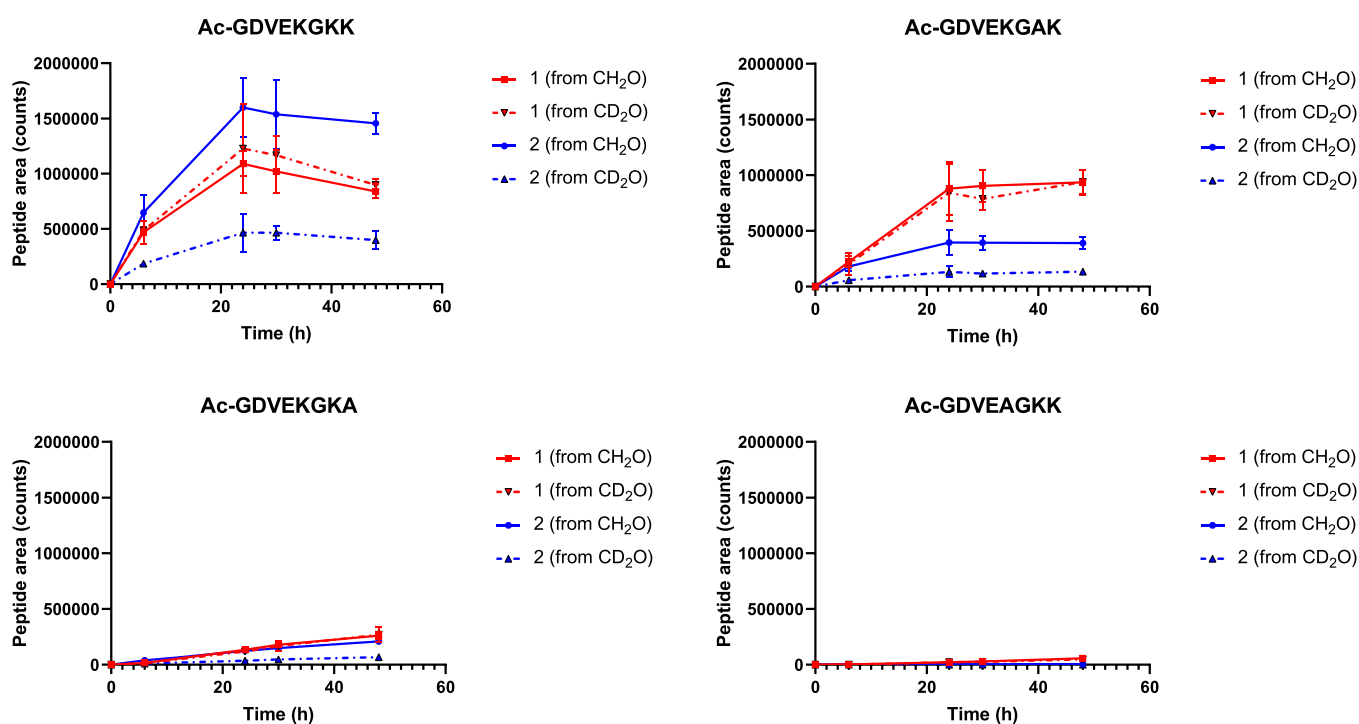 Ac-GDVEKGKK
Peptide area (counts)
2000000
1500000
1000000
500000
0
0 20 40 60
Time (h)
1 (from CH₂O)
1 (from CD₂O)
2 (from CH₂O)
2 (from CD₂O)
Ac-GDVEKGAK
Peptide area (counts)
2000000
1500000
1000000
500000
0
0 20 40 60
Time (h)
1 (from CH₂O)
1 (from CD₂O)
2 (from CH₂O)
2 (from CD₂O)
Ac-GDVEKGKA
Peptide area (counts)
2000000
1500000
1000000
500000
0
0 20 40 60
Time (h)
1 (from CH₂O)
1 (from CD₂O)
2 (from CH₂O)
2 (from CD₂O)
Ac-GDVEAGKK
Peptide area (counts)
2000000
1500000
1000000
500000
0
0 20 40 60
Time (h)
1 (from CH₂O)
1 (from CD₂O)
2 (from CH₂O)
2 (from CD₂O)